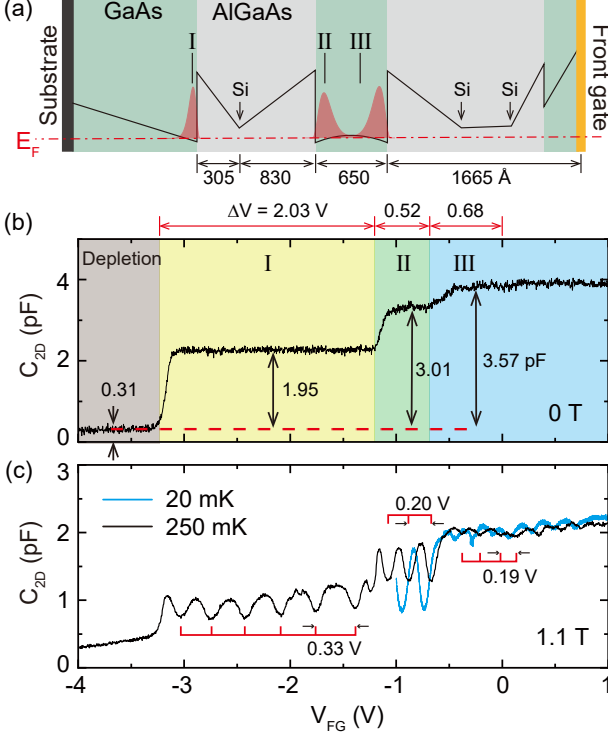 (a)
GaAs
AlGaAs
I
II
III
Substrate
Si
Si
Si
Front gate
E_F
305
830
650
1665 Å
(b)
ΔV = 2.03 V
0.52
0.68
Depletion
I
II
III
4
2
0
C_2D (pF)
0.31
1.95
3.01
3.57 pF
0 T
(c)
3
2
1
0
C_2D (pF)
20 mK
250 mK
0.20 V
0.19 V
0.33 V
1.1 T
-4
-3
-2
-1
0
1
V_FG (V)